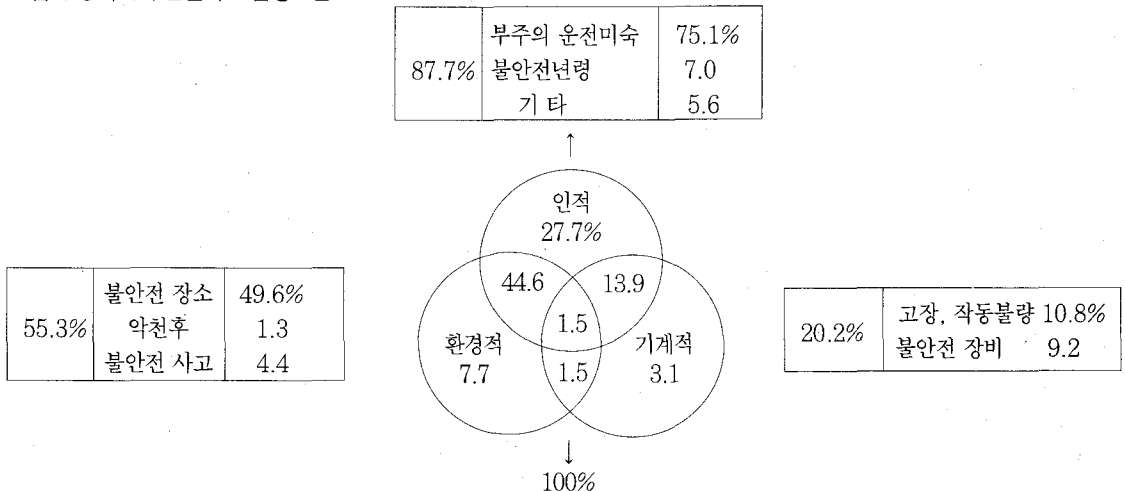 부주의 운전미숙 75.1%
87.7% 불안전년령 7.0
기 타 5.6
↑
인적
27.7%
44.6 13.9
1.5
환경적 기계적
7.7 1.5 3.1
↓
100%
불안전 장소 49.6%
55.3% 악천후 1.3
불안전 사고 4.4
고장, 작동불량 10.8%
20.2% 불안전 장비 9.2